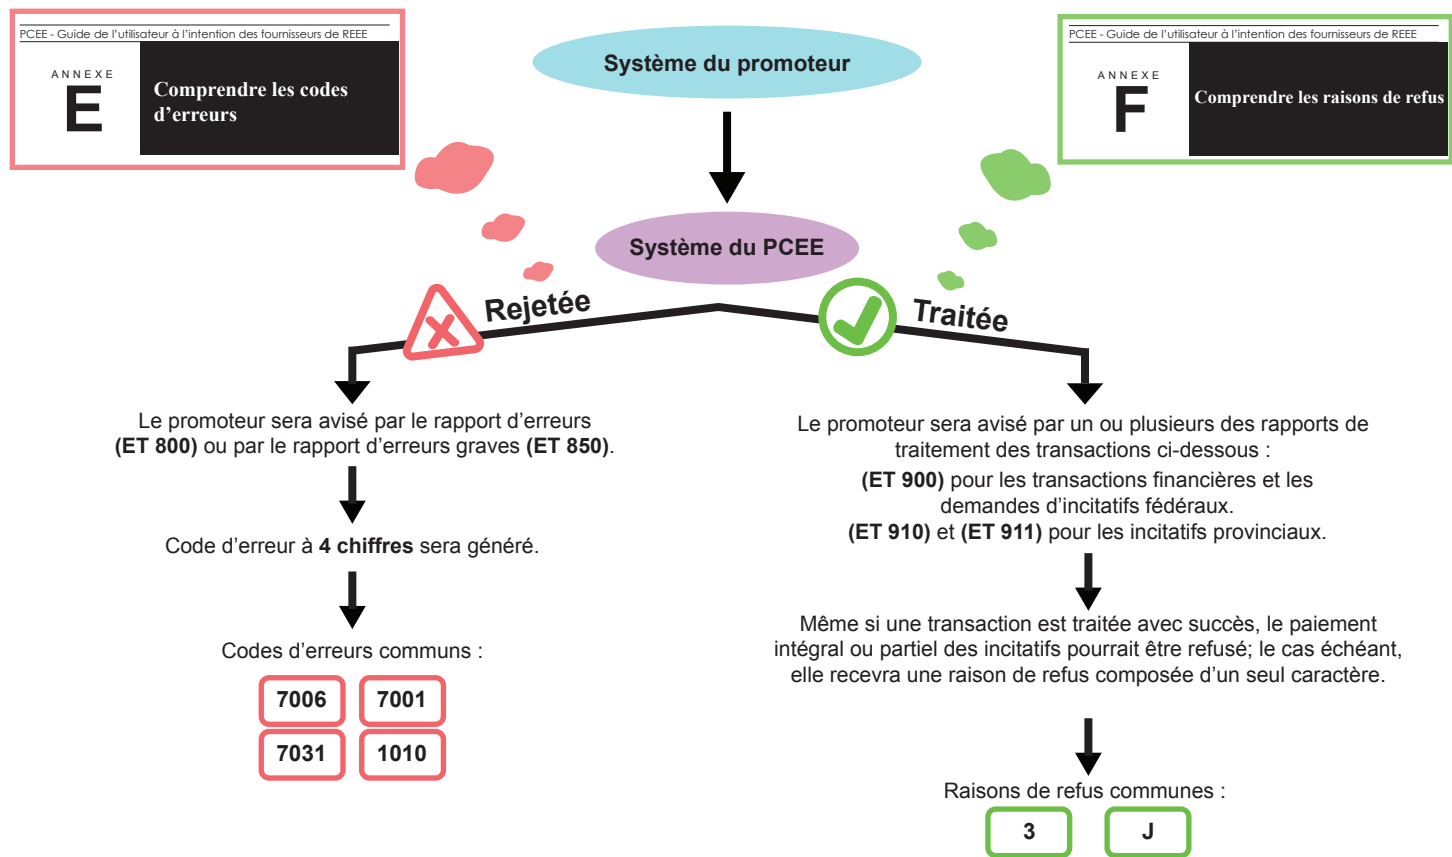 PCEE - Guide de l'utilisateur à l'intention des fournisseurs de REEE
ANNEXE
E
Comprendre les codes
d'erreurs
Système du promoteur
PCEE - Guide de l'utilisateur à l'intention des fournisseurs de REEE
ANNEXE
F
Comprendre les raisons de refus
Système du PCEE
Rejetée
Traitée
Le promoteur sera avisé par le rapport d'erreurs
(ET 800) ou par le rapport d'erreurs graves (ET 850).
Code d'erreur à 4 chiffres sera généré.
Codes d'erreurs communs :
7006
7001
7031
1010
Le promoteur sera avisé par un ou plusieurs des rapports de
traitement des transactions ci-dessous :
(ET 900) pour les transactions financières et les
demandes d'incitatifs fédéraux.
(ET 910) et (ET 911) pour les incitatifs provinciaux.
Même si une transaction est traitée avec succès, le paiement
intégral ou partiel des incitatifs pourrait être refusé; le cas échéant,
elle recevra une raison de refus composée d'un seul caractère.
Raisons de refus communes :
3
J